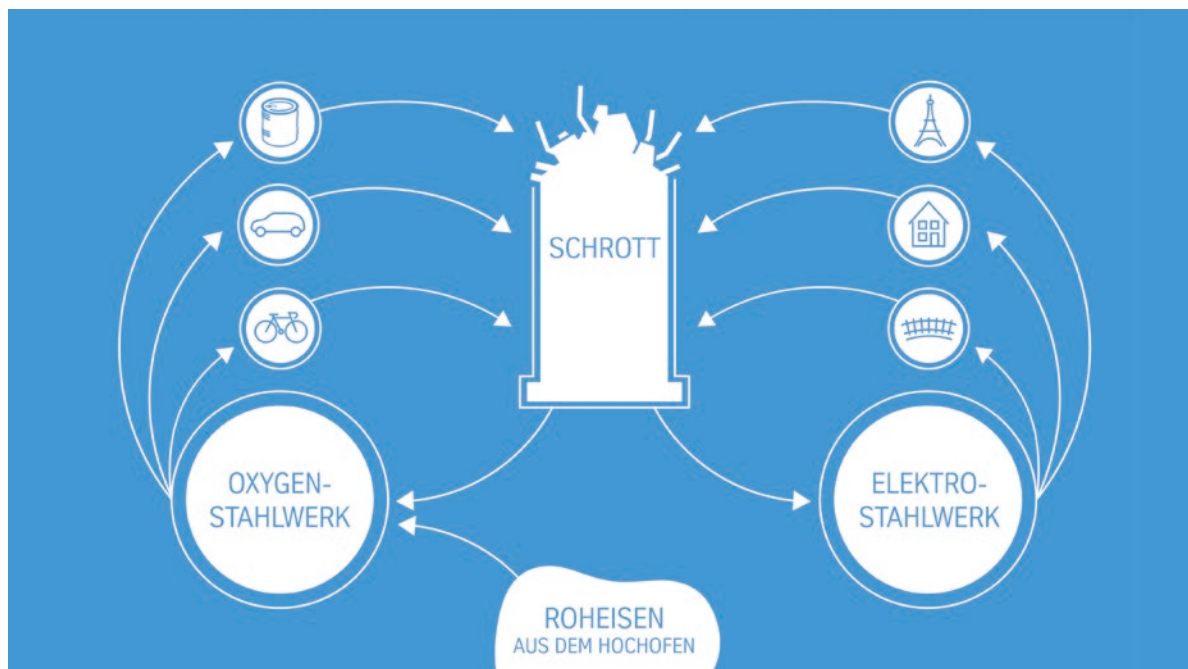 SCHROTT
OXYGEN-
STAHLWERK
ELEKTRO-
STAHLWERK
ROHEISEN
AUS DEM HOCHOFEN